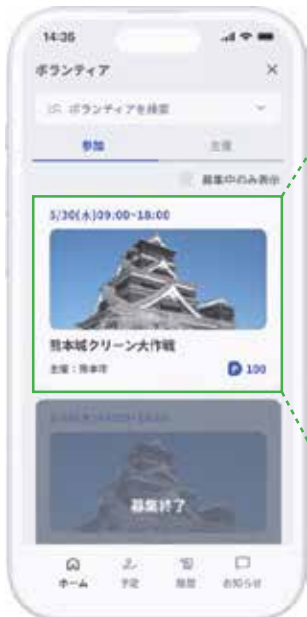 14:35
ボランティア
ボランティアを検索
参加
主催
募集中のみ表示
5/30(木)09:00~18:00
熊本城クリーン大作戦
主催：熊本市
P 100
募集終了
ホーム
予定
履歴
お知らせ